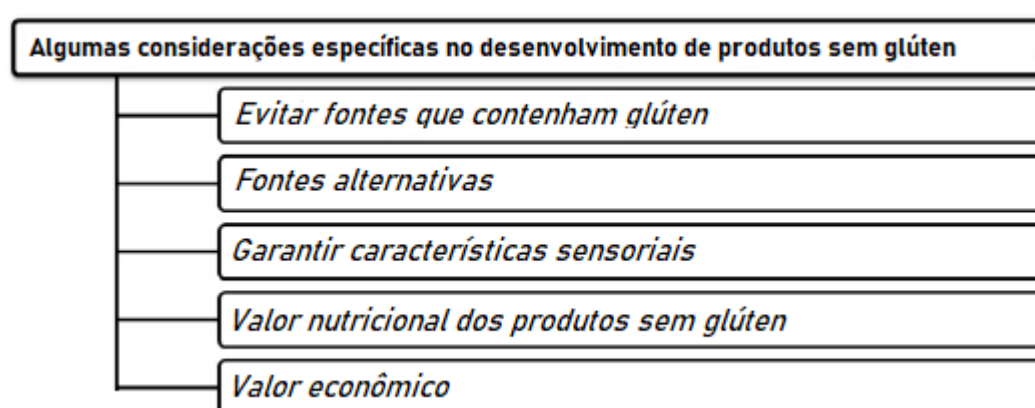 Algumas considerações específicas no desenvolvimento de produtos sem glúten
Evitar fontes que contenham glúten
Fontes alternativas
Garantir características sensoriais
Valor nutricional dos produtos sem glúten
Valor econômico